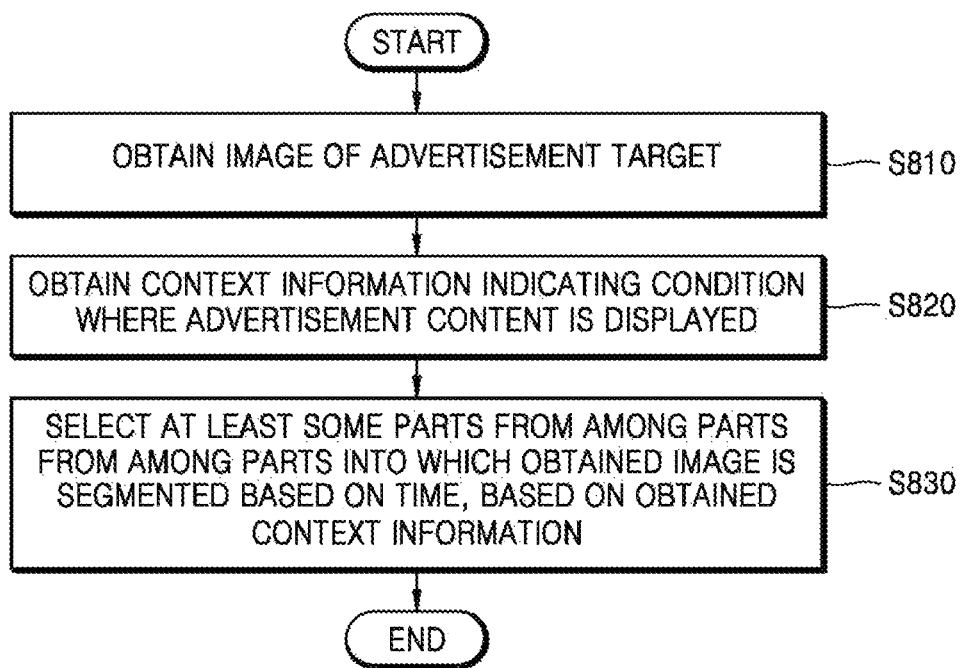 START
OBTAIN IMAGE OF ADVERTISEMENT TARGET
S810
OBTAIN CONTEXT INFORMATION INDICATING CONDITION
WHERE ADVERTISEMENT CONTENT IS DISPLAYED
S820
SELECT AT LEAST SOME PARTS FROM AMONG PARTS
FROM AMONG PARTS INTO WHICH OBTAINED IMAGE IS
SEGMENTED BASED ON TIME, BASED ON OBTAINED
CONTEXT INFORMATION
S830
END